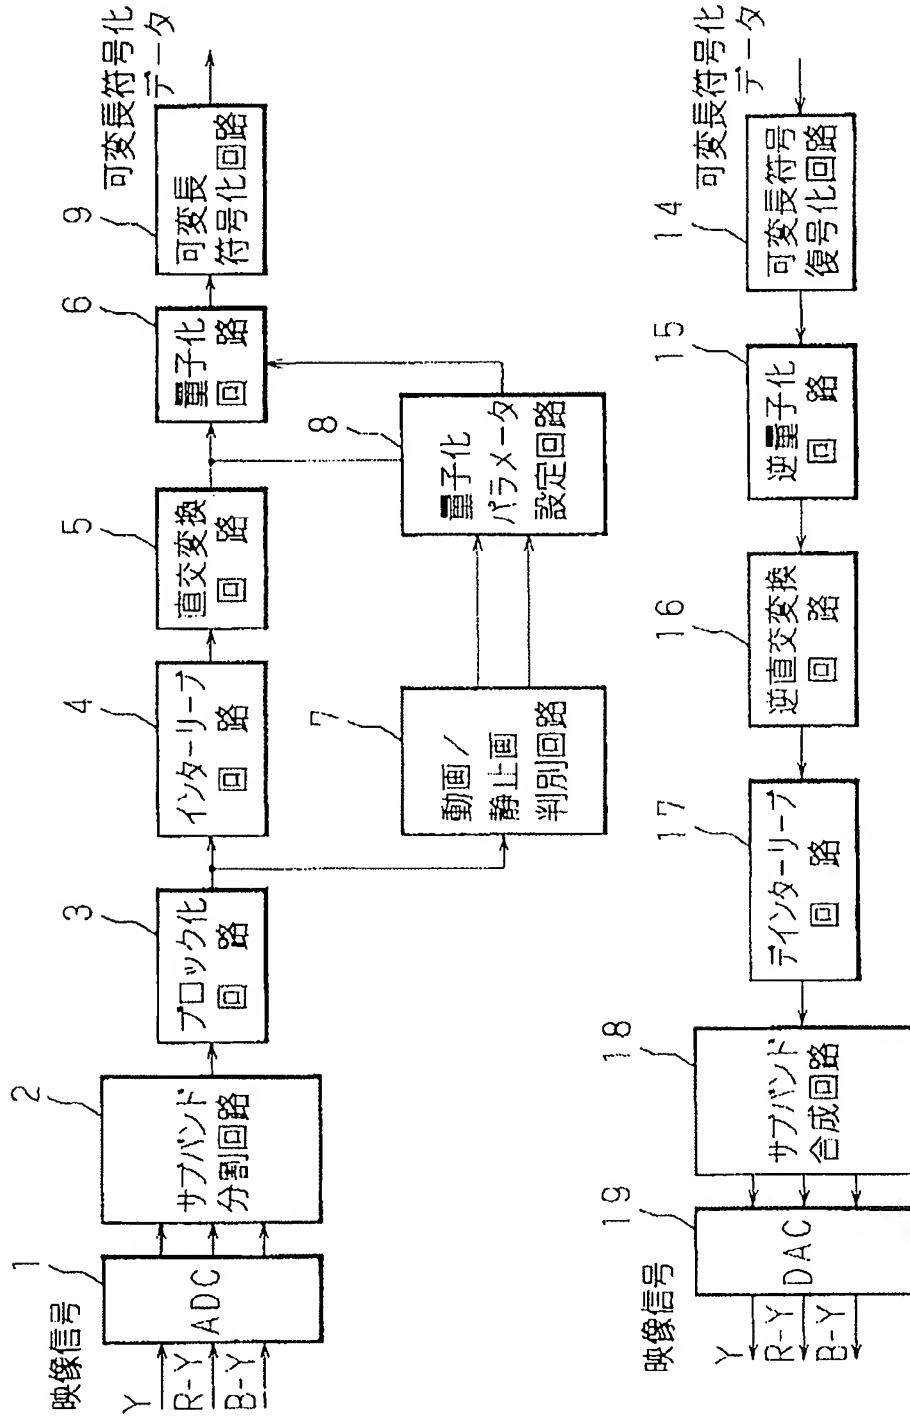 映像信号
Y
R-Y
B-Y
1
ADC
2
サブバンド
分割回路
3
ブロック化
回路
4
インターリーブ
回路
5
直交変換
回路
6
量子化
回路
9
可変長
符号化回路
可変長符号化
データ
7
動画/
静止画
判別回路
8
量子化
パラメータ
設定回路
映像信号
Y
R-Y
B-Y
19
DAC
18
サブバンド
合成回路
17
デインターリーブ
回路
16
逆直交変換
回路
15
逆量子化
回路
14
可変長符号
復号化回路
可変長符号化
データ